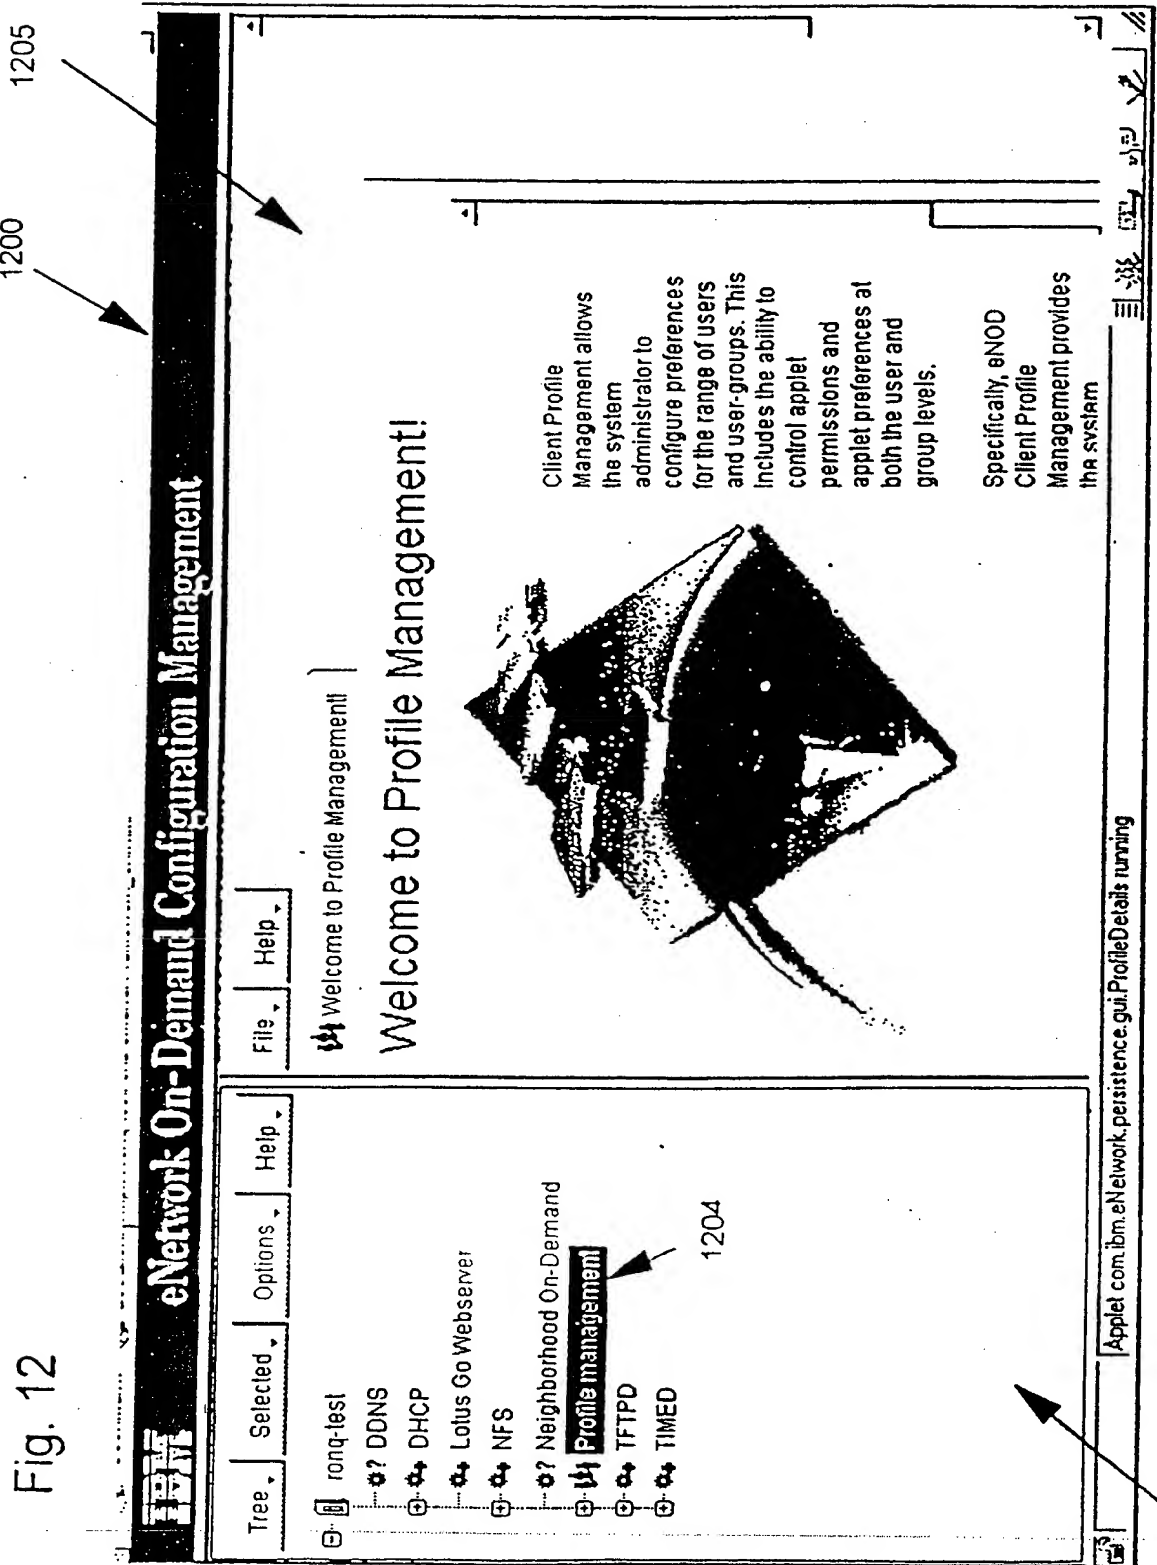 Fig. 12
1200
1205
IBM eNetwork On-Demand Configuration Management
Tree Selected Options Help
ronq-test
? DDNS
DHCP
Lotus Go Webserver
NFS
? Neighborhood On-Demand
Profile management
TFTPD
TIMED
1204
File Help
Welcome to Profile Management!
Welcome to Profile Management!
Client Profile
Management allows
the system
administrator to
configure preferences
for the range of users
and user-groups. This
includes the ability to
control applet
permissions and
applet preferences at
both the user and
group levels.
Specifically, eNOD
Client Profile
Management provides
the system
Applet com.ibm.eNetwork.persistence.gui.ProfileDetails running